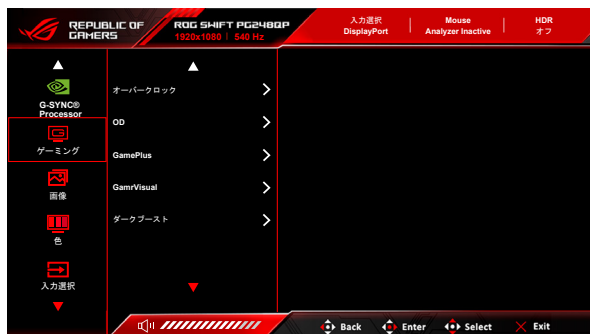 REPUBLIC OF
GAMERS
ROG SHIFT PG248QP
1920x1080 | 540 Hz
入力選択
DisplayPort
Mouse
Analyzer Inactive
HDR
オフ
G-SYNC®
Processor
ゲーミング
画像
色
入力選択
オーバークロック
OD
GamePlus
GamrVisual
ダークブースト
Back
Enter
Select
Exit